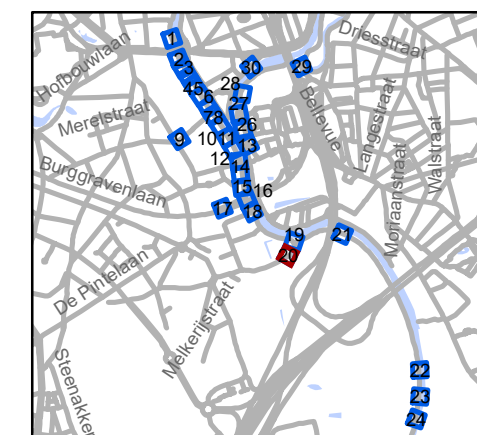 1
Driesstraat
Hofbouwlaan
2
3
30
29
28
4
5
6
27
Bellevue
Merelstraat
7
8
26
Langestraat
Walstraat
9
10
11
13
12
14
Burggravenlaan
15
16
Moriaanstraat
17
18
19
21
20
De Pintelaan
Melkerijstraat
Steenakker
22
23
24